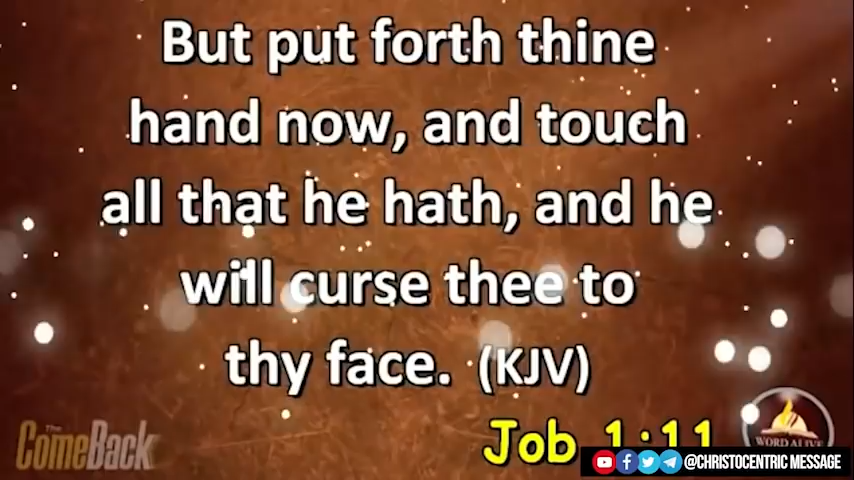 But put forth thine
hand now, and touch
all that he hath, and he
will curse thee to
thy face. (KJV)
Job 1:11
The
ComeBack
WORD ALIVE
@CHRISTOCENTRIC MESSAGE